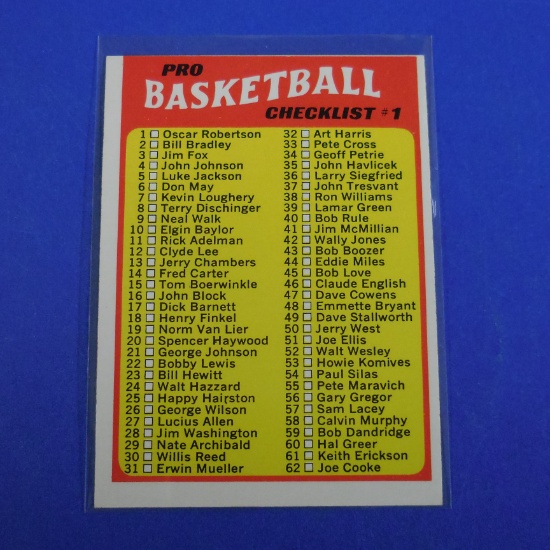 PRO
BASKETBALL
CHECKLIST #1
1 Oscar Robertson
2 Bill Bradley
3 Jim Fox
4 John Johnson
5 Luke Jackson
6 Don May
7 Kevin Loughery
8 Terry Dischinger
9 Neal Walk
10 Elgin Baylor
11 Rick Adelman
12 Clyde Lee
13 Jerry Chambers
14 Fred Carter
15 Tom Boerwinkle
16 John Block
17 Dick Barnett
18 Henry Finkel
19 Norm Van Lier
20 Spencer Haywood
21 George Johnson
22 Bobby Lewis
23 Bill Hewitt
24 Walt Hazzard
25 Happy Hairston
26 George Wilson
27 Lucius Allen
28 Jim Washington
29 Nate Archibald
30 Willis Reed
31 Erwin Mueller
32 Art Harris
33 Pete Cross
34 Geoff Petrie
35 John Havlicek
36 Larry Siegfried
37 John Tresvant
38 Ron Williams
39 Lamar Green
40 Bob Rule
41 Jim McMillian
42 Wally Jones
43 Bob Boozer
44 Eddie Miles
45 Bob Love
46 Claude English
47 Dave Cowens
48 Emmette Bryant
49 Dave Stallworth
50 Jerry West
51 Joe Ellis
52 Walt Wesley
53 Howie Komives
54 Paul Silas
55 Pete Maravich
56 Gary Gregor
57 Sam Lacey
58 Calvin Murphy
59 Bob Dandridge
60 Hal Greer
61 Keith Erickson
62 Joe Cooke